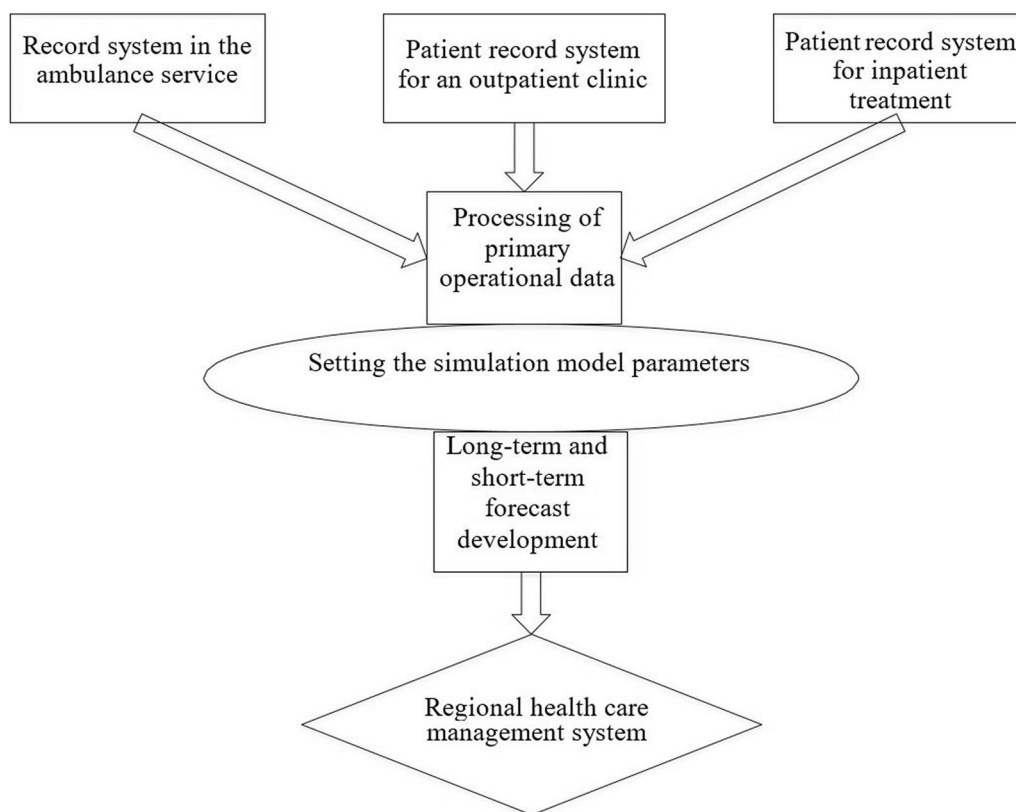 Record system in the
ambulance service
Patient record system
for an outpatient clinic
Patient record system
for inpatient
treatment
Processing of
primary
operational data
Setting the simulation model parameters
Long-term and
short-term
forecast
development
Regional health care
management system